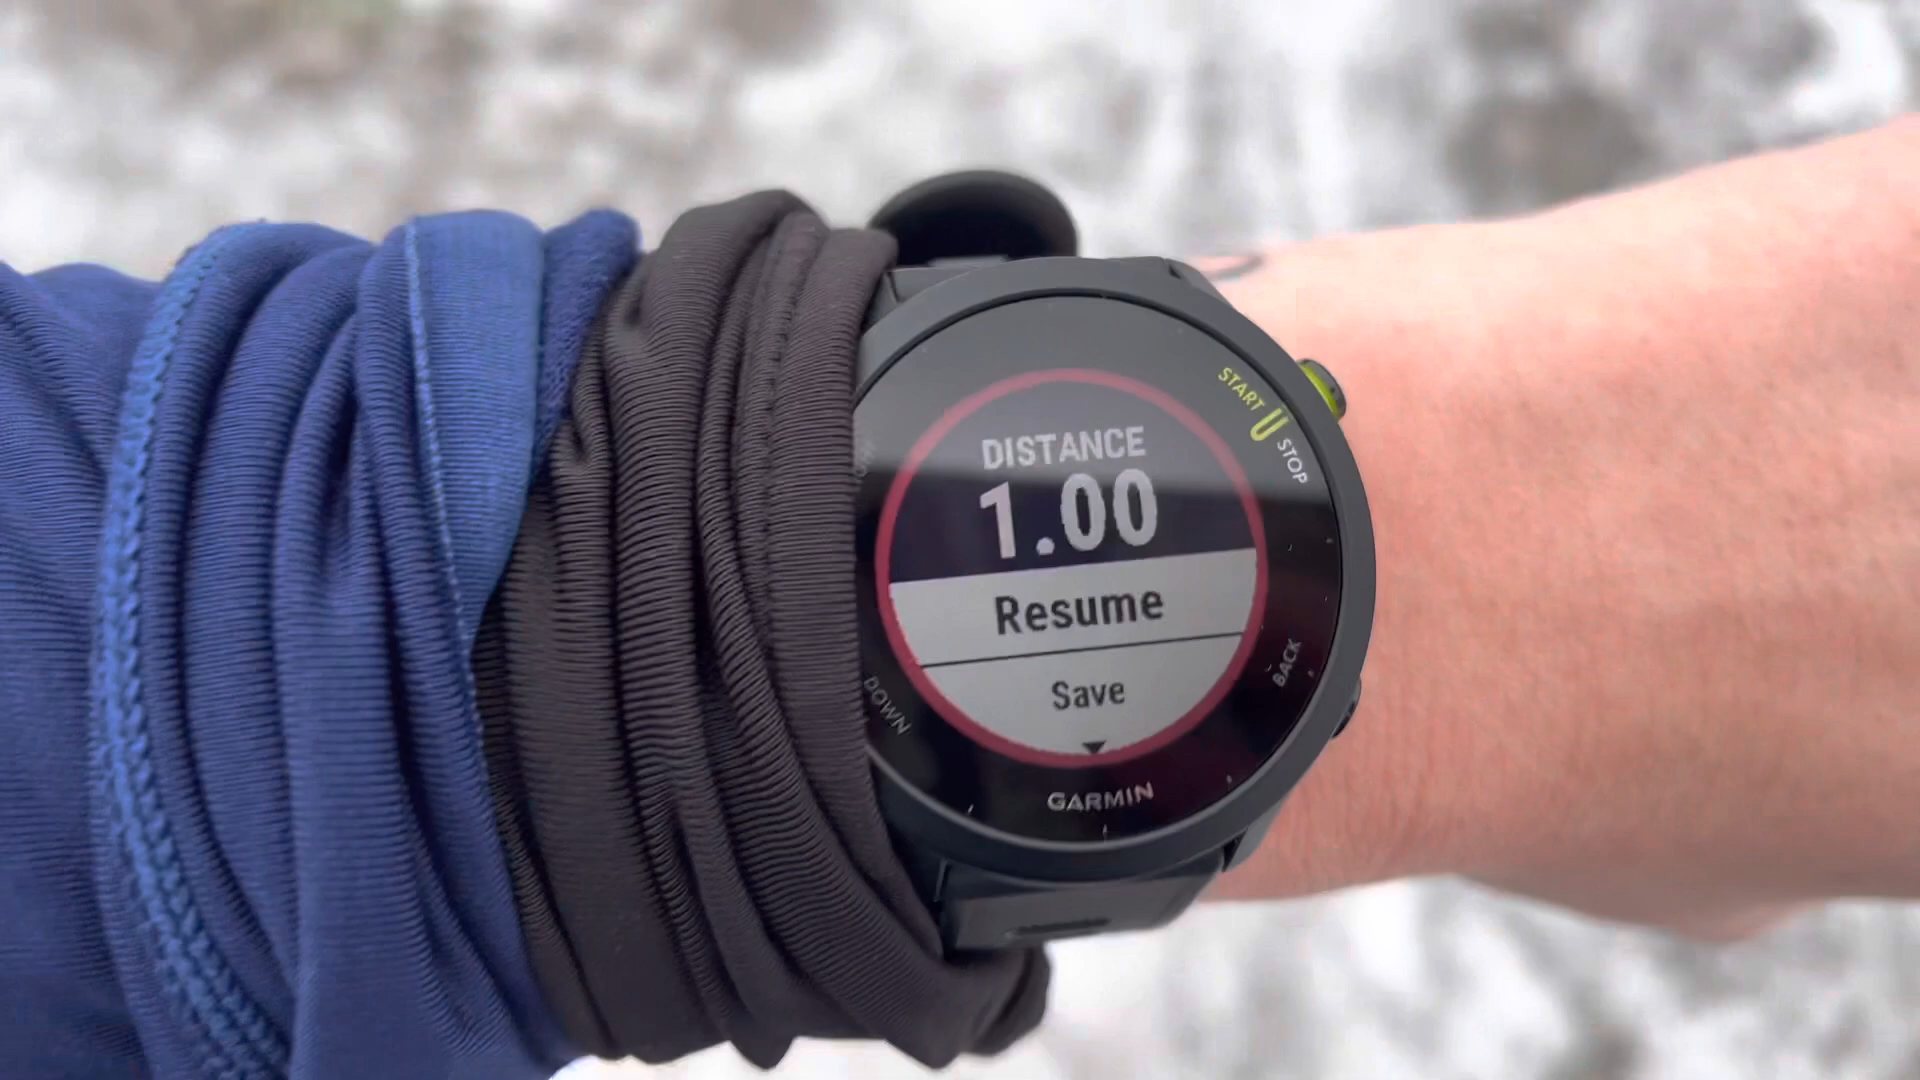 START
STOP
DISTANCE
1.00
Resume
Save
BACK
DOWN
GARMIN